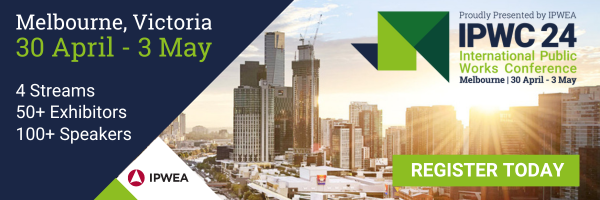 Melbourne, Victoria
30 April - 3 May
4 Streams
50+ Exhibitors
100+ Speakers
IPWEA
Proudly Presented by IPWEA
IPWC 24
International Public
Works Conference
Melbourne | 30 April - 3 May
REGISTER TODAY